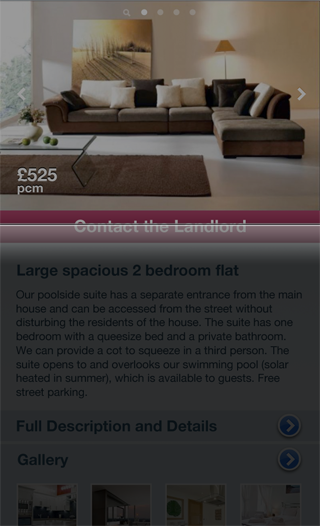 £525
pcm
Contact the Landlord
Large spacious 2 bedroom flat
Our poolside suite has a separate entrance from the main
house and can be accessed from the street without
disturbing the residents of the house. The suite has one
bedroom with a queesize bed and a private bathroom.
We can provide a cot to squeeze in a third person. The
suite opens to and overlooks our swimming pool (solar
heated in summer), which is available to guests. Free
street parking.
Full Description and Details
Gallery